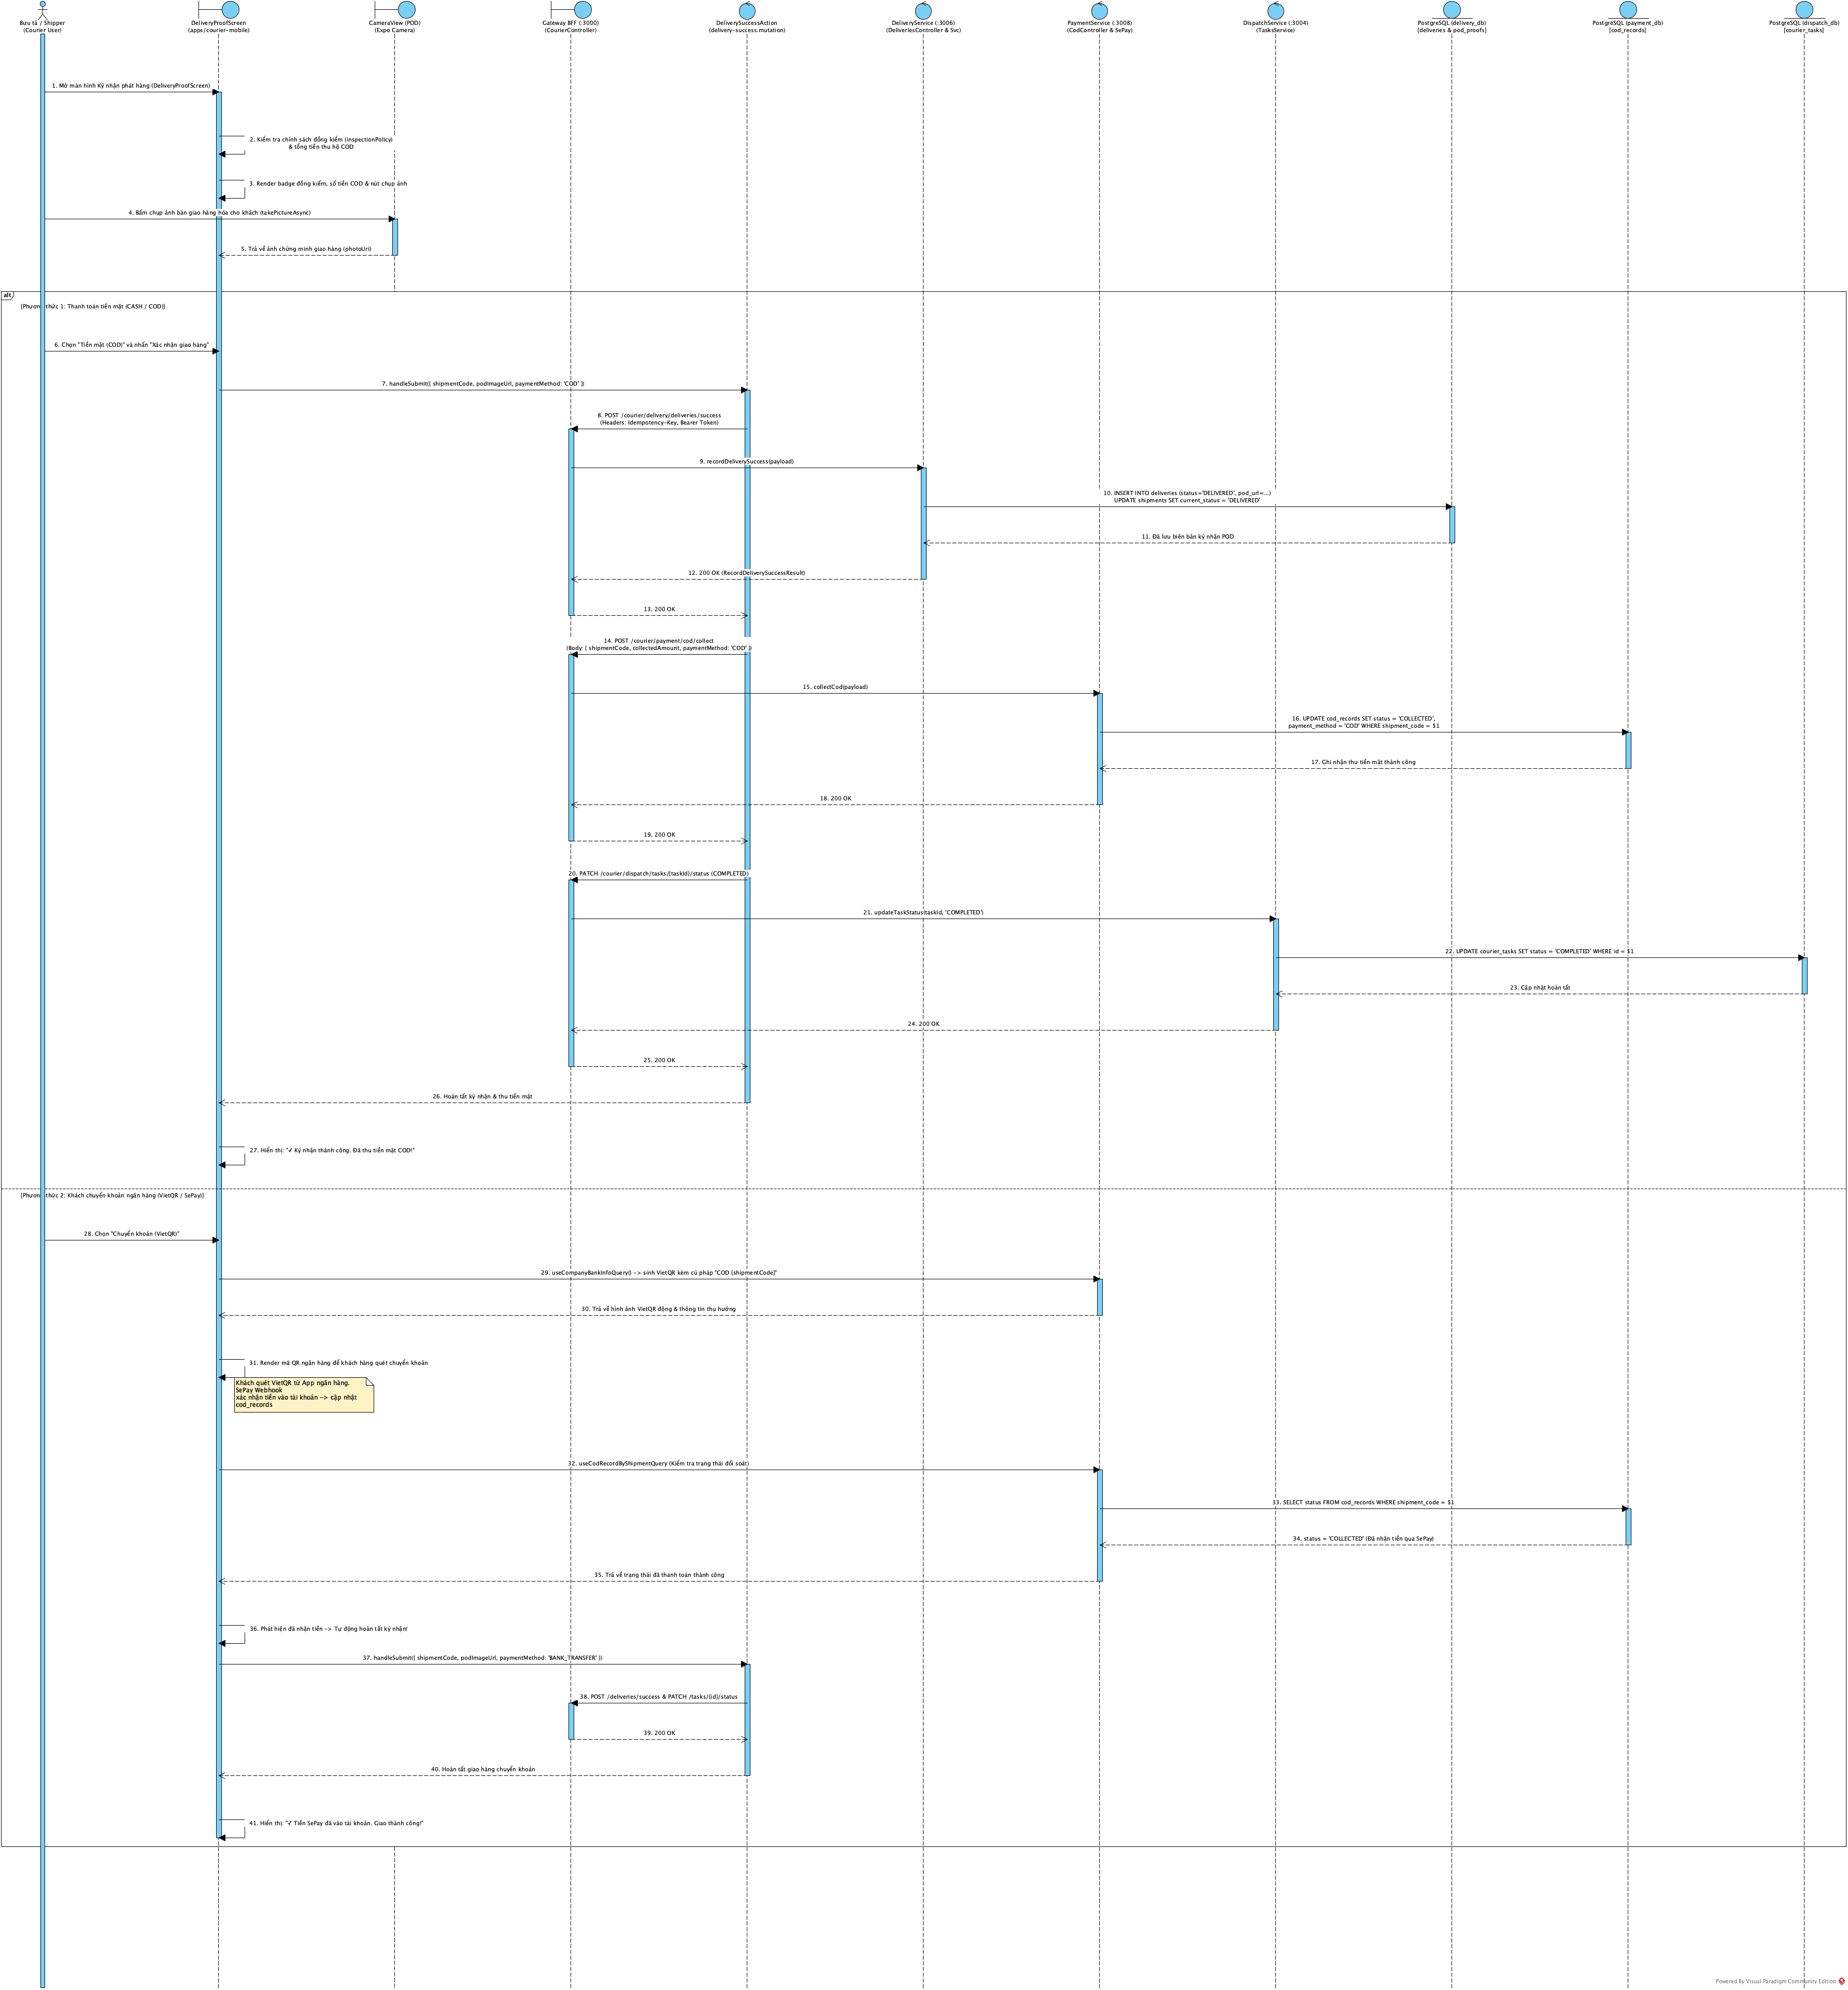 Bưu tá / Shipper
(Courier User)
DeliveryProofScreen
(apps/courier-mobile)
CameraView (POD)
(Expo Camera)
Gateway BFF (:3000)
(CourierController)
DeliverySuccessAction
(delivery-success.mutation)
DeliveryService (:3006)
(DeliveriesController & Svc)
PaymentService (:3008)
(CodController & SePay)
DispatchService (:3004)
(TasksService)
PostgreSQL (delivery_db)
[deliveries & pod_proofs]
PostgreSQL (payment_db)
[cod_records]
PostgreSQL (dispatch_db)
[courier_tasks]
1. Mở màn hình Ký nhận phát hàng (DeliveryProofScreen)
2. Kiểm tra chính sách đồng kiểm (inspectionPolicy)
& tổng tiền thu hộ COD
3. Render badge đồng kiểm, số tiền COD & nút chụp ảnh
4. Bấm chụp ảnh bàn giao hàng hóa cho khách (takePictureAsync)
5. Trả về ảnh chứng minh giao hàng (photoUri)
alt
[Phương thức 1: Thanh toán tiền mặt (CASH / COD)]
6. Chọn "Tiền mặt (COD)" và nhấn "Xác nhận giao hàng"
7. handleSubmit({ shipmentCode, podImageUrl, paymentMethod: 'COD' })
8. POST /courier/delivery/deliveries/success
(Headers: Idempotency-Key, Bearer Token)
9. recordDeliverySuccess(payload)
10. INSERT INTO deliveries (status='DELIVERED', pod_url=...)
UPDATE shipments SET current_status = 'DELIVERED'
11. Đã lưu biên bản ký nhận POD
12. 200 OK (RecordDeliverySuccessResult)
13. 200 OK
14. POST /courier/payment/cod/collect
(Body: { shipmentCode, collectedAmount, paymentMethod: 'COD' })
15. collectCod(payload)
16. UPDATE cod_records SET status = 'COLLECTED',
payment_method = 'COD' WHERE shipment_code = $1
17. Ghi nhận thu tiền mặt thành công
18. 200 OK
19. 200 OK
20. PATCH /courier/dispatch/tasks/{taskId}/status (COMPLETED)
21. updateTaskStatus(taskId, 'COMPLETED')
22. UPDATE courier_tasks SET status = 'COMPLETED' WHERE id = $1
23. Cập nhật hoàn tất
24. 200 OK
25. 200 OK
26. Hoàn tất ký nhận & thu tiền mặt
27. Hiển thị: "✓ Ký nhận thành công. Đã thu tiền mặt COD!"
[Phương thức 2: Khách chuyển khoản ngân hàng (VietQR / SePay)]
28. Chọn "Chuyển khoản (VietQR)"
29. useCompanyBankInfoQuery() -> sinh VietQR kèm cú pháp "COD {shipmentCode}"
30. Trả về hình ảnh VietQR động & thông tin thụ hưởng
31. Render mã QR ngân hàng để khách hàng quét chuyển khoản
Khách quét VietQR từ App ngân hàng.
SePay Webhook
xác nhận tiền vào tài khoản -> cập nhật
cod_records
32. useCodRecordByShipmentQuery (Kiểm tra trạng thái đối soát)
33. SELECT status FROM cod_records WHERE shipment_code = $1
34. status = 'COLLECTED' (Đã nhận tiền qua SePay)
35. Trả về trạng thái đã thanh toán thành công
36. Phát hiện đã nhận tiền -> Tự động hoàn tất ký nhận!
37. handleSubmit({ shipmentCode, podImageUrl, paymentMethod: 'BANK_TRANSFER' })
38. POST /deliveries/success & PATCH /tasks/{id}/status
39. 200 OK
40. Hoàn tất giao hàng chuyển khoản
41. Hiển thị: "✓ Tiền SePay đã vào tài khoản. Giao thành công!"
Powered By Visual Paradigm Community Edition